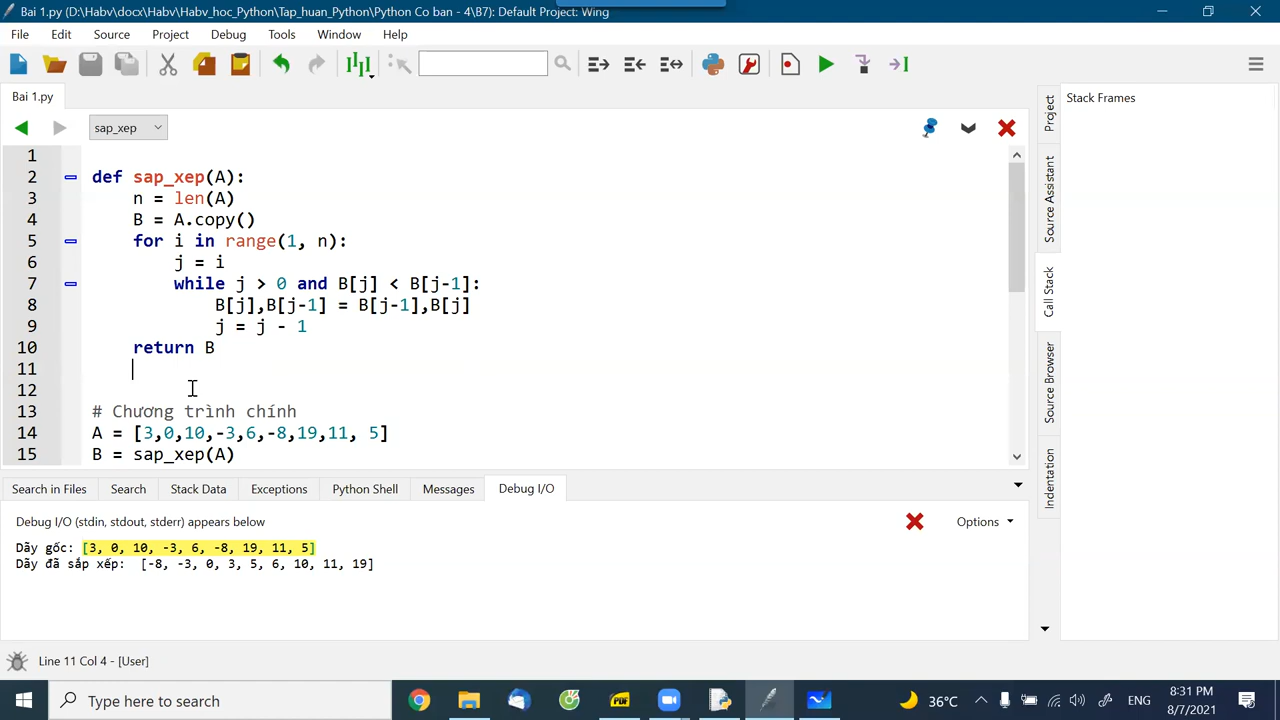 Bai 1.py (D:\Habv\docx\Habv\Habv_hoc_Python\Tap_huan_Python\Python Co ban - 4\B7): Default Project: Wing
File Edit Source Project Debug Tools Window Help
Bai 1.py
sap_xep
1
2 def sap_xep(A):
3 n = len(A)
4 B = A.copy()
5 for i in range(1, n):
6 j = i
7 while j > 0 and B[j] < B[j-1]:
8 B[j],B[j-1] = B[j-1],B[j]
9 j = j - 1
10 return B
11
12
13 # Chương trình chính
14 A = [3,0,10,-3,6,-8,19,11, 5]
15 B = sap_xep(A)
Project
Source Assistant
Call Stack
Source Browser
Indentation
Stack Frames
Search in Files Search Stack Data Exceptions Python Shell Messages Debug I/O
Debug I/O (stdin, stdout, stderr) appears below
Options
Dãy gốc: [3, 0, 10, -3, 6, -8, 19, 11, 5]
Dãy đã sắp xếp: [-8, -3, 0, 3, 5, 6, 10, 11, 19]
Line 11 Col 4 - [User]
Type here to search
PDF
36°C
ENG
8:31 PM
8/7/2021